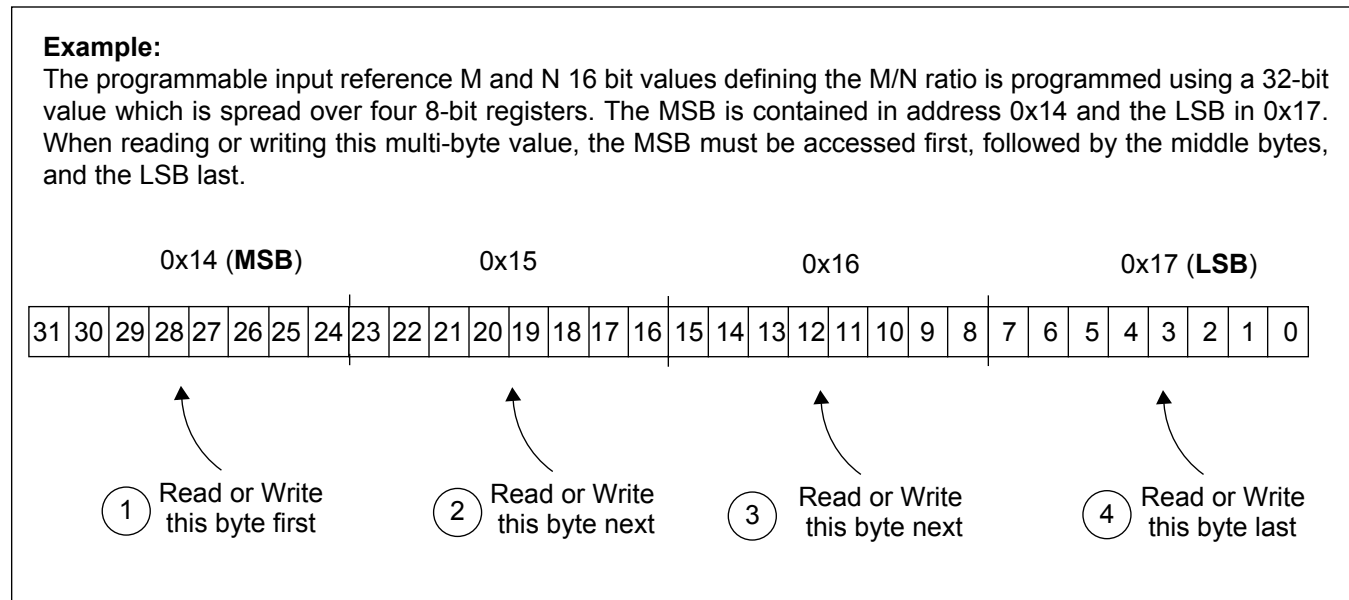 Example:
The programmable input reference M and N 16 bit values defining the M/N ratio is programmed using a 32-bit
value which is spread over four 8-bit registers. The MSB is contained in address 0x14 and the LSB in 0x17.
When reading or writing this multi-byte value, the MSB must be accessed first, followed by the middle bytes,
and the LSB last.
0x14 (MSB) 0x15 0x16 0x17 (LSB)
31 30 29 28 27 26 25 24 23 22 21 20 19 18 17 16 15 14 13 12 11 10 9 8 7 6 5 4 3 2 1 0
1 Read or Write
this byte first
2 Read or Write
this byte next
3 Read or Write
this byte next
4 Read or Write
this byte last